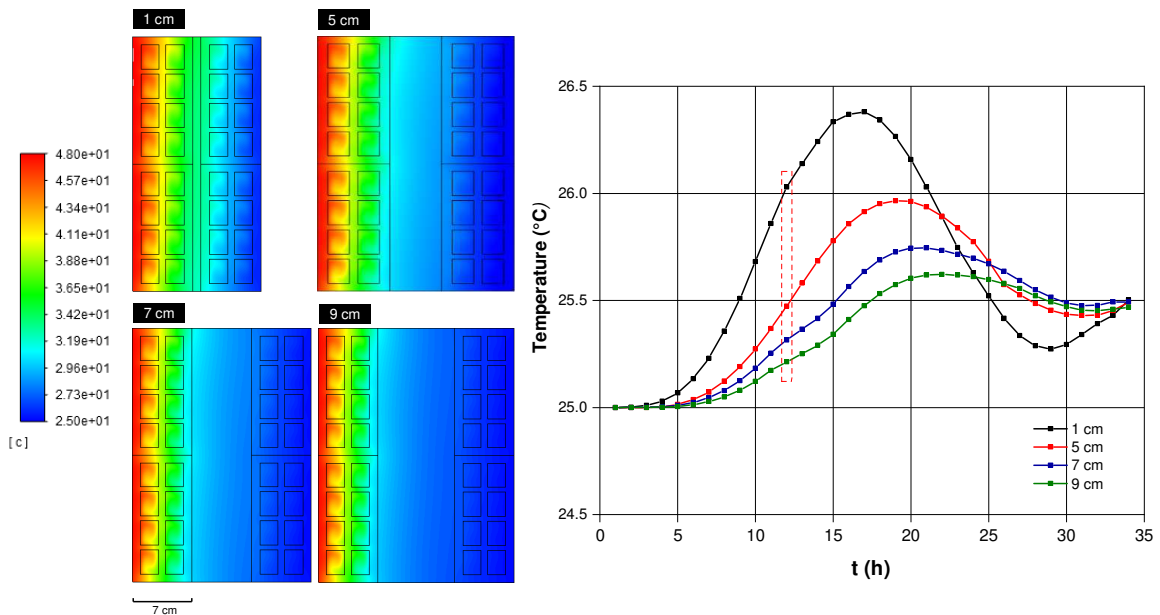 1 cm
5 cm
4.80e+01
4.57e+01
4.34e+01
4.11e+01
3.88e+01
3.65e+01
3.42e+01
3.19e+01
2.96e+01
2.73e+01
2.50e+01
[ c ]
7 cm
9 cm
7 cm
26.5
26.0
25.5
25.0
24.5
Temperature (°C)
0
5
10
15
20
25
30
35
t (h)
1 cm
5 cm
7 cm
9 cm